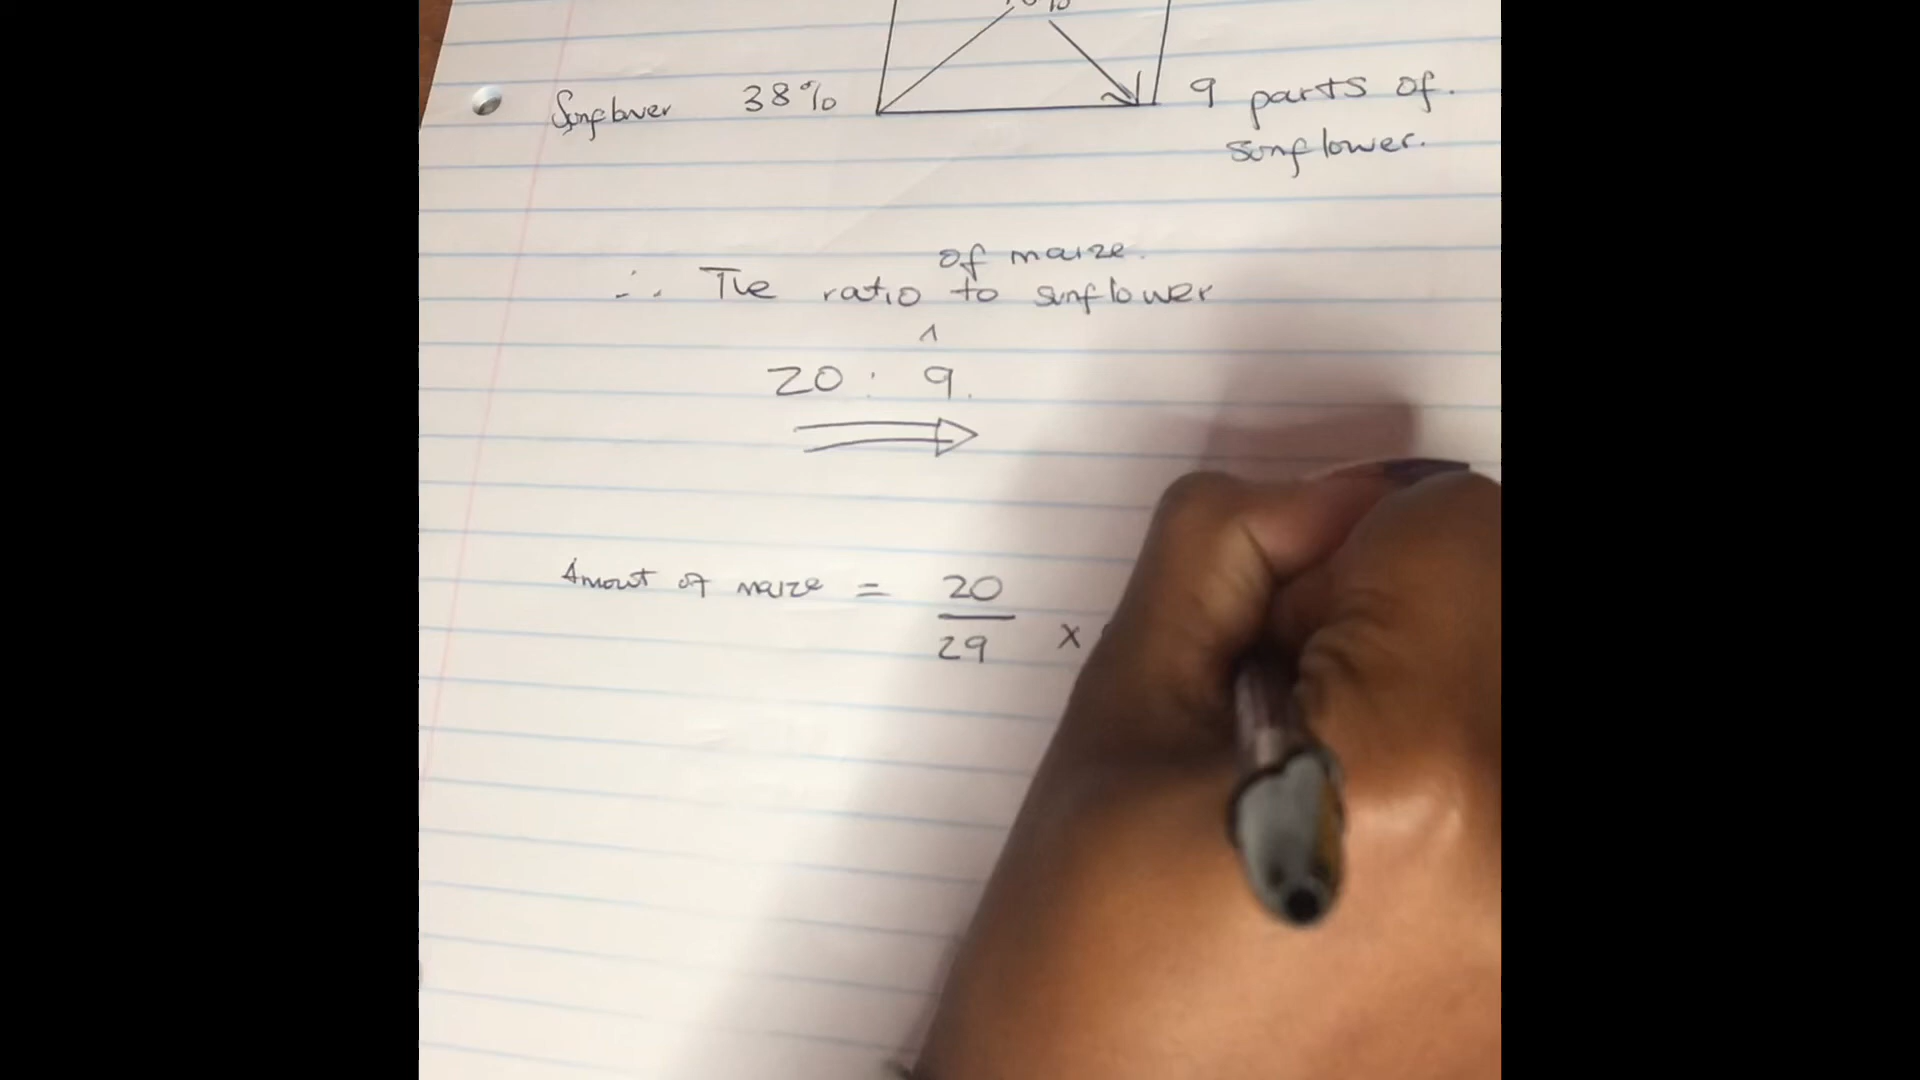 Sunflower 38% 9 parts of.
sunflower.
of maize.
∴ The ratio to sunflower
^
20 : 9.
Amount of maize = 20
29 x